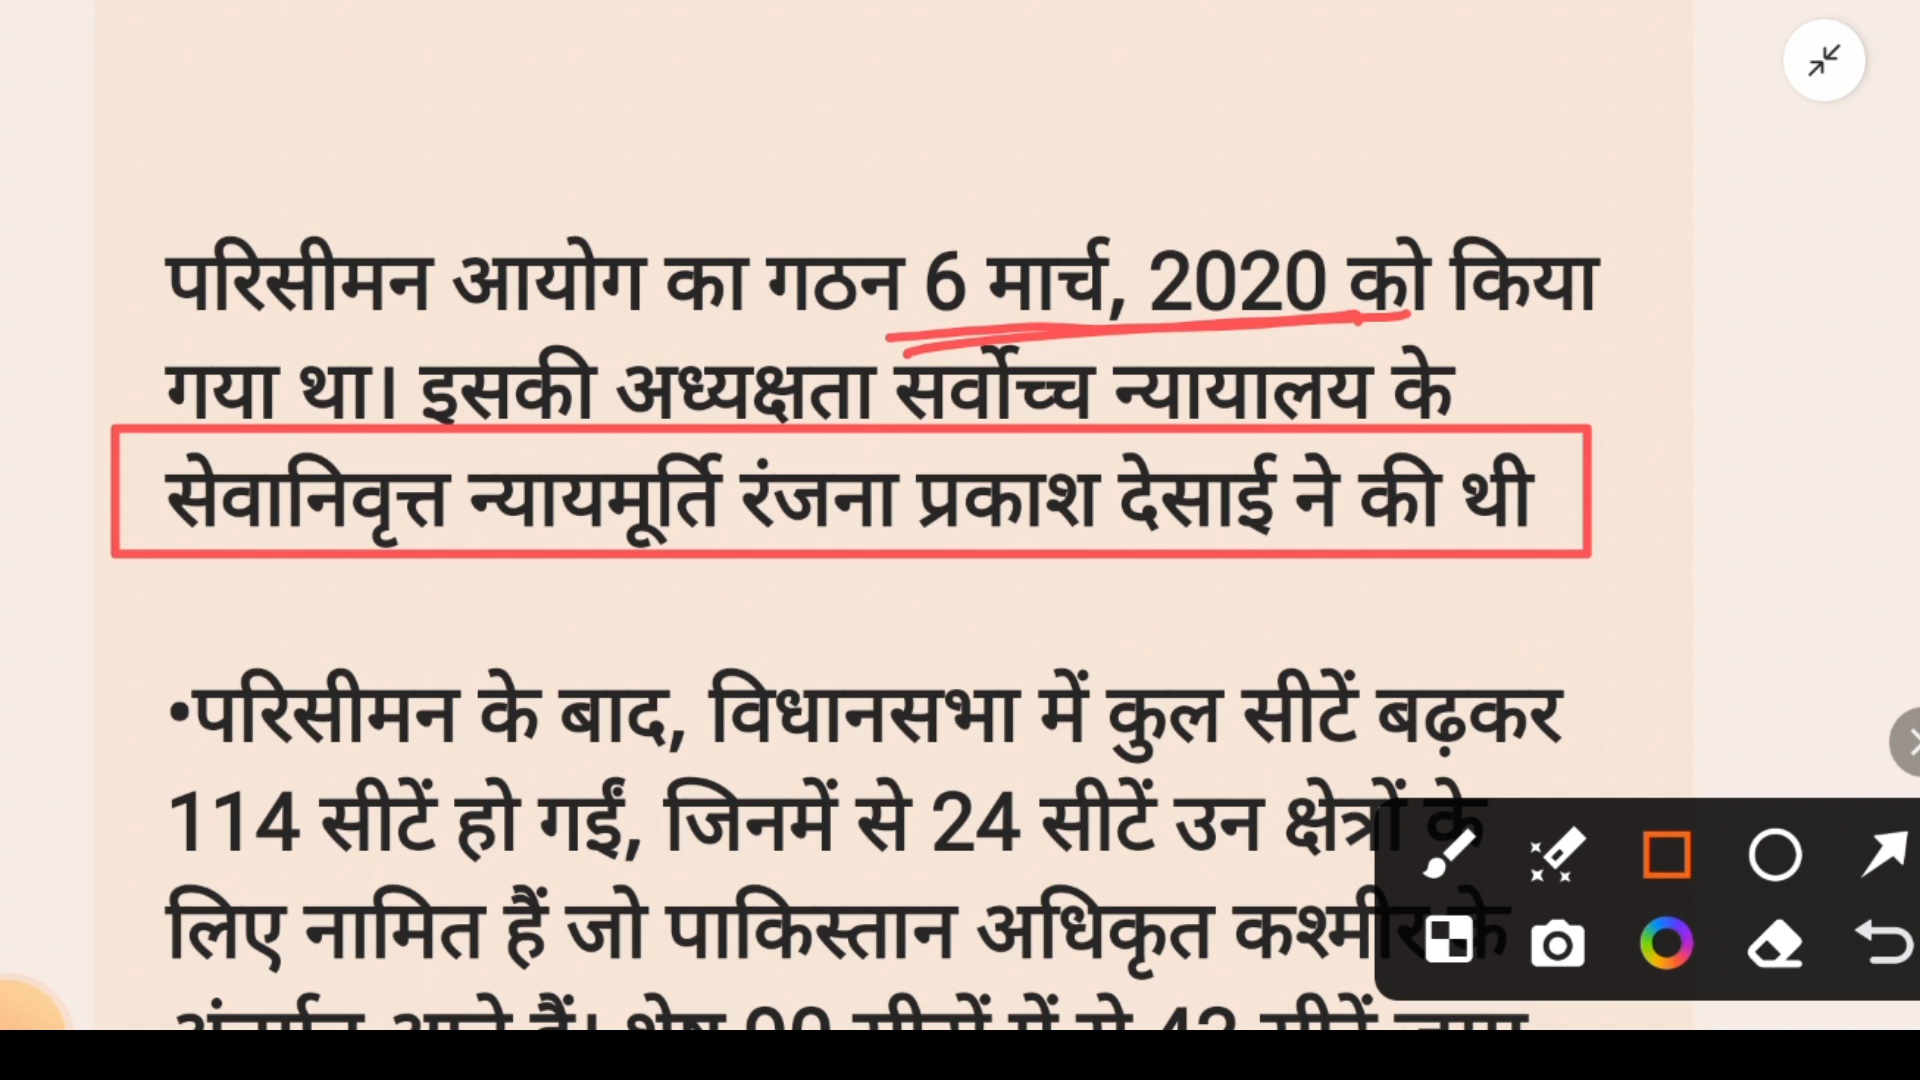 परिसीमन आयोग का गठन 6 मार्च, 2020 को किया
गया था। इसकी अध्यक्षता सर्वोच्च न्यायालय के
सेवानिवृत्त न्यायमूर्ति रंजना प्रकाश देसाई ने की थी
•परिसीमन के बाद, विधानसभा में कुल सीटें बढ़कर
114 सीटें हो गईं, जिनमें से 24 सीटें उन क्षेत्रों के
लिए नामित हैं जो पाकिस्तान अधिकृत कश्मीर के